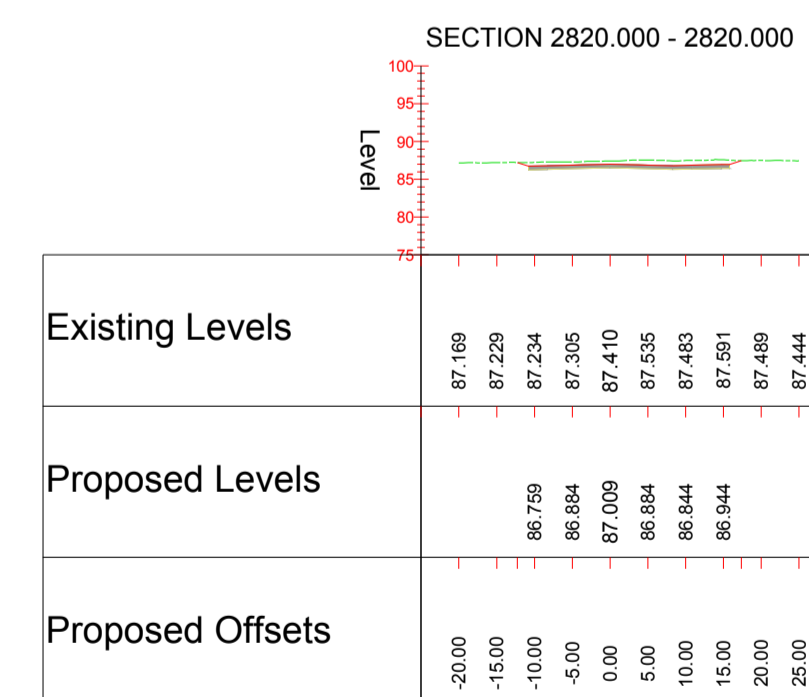 SECTION 2820.000 - 2820.000
100
95
90
85
80
75
Level
Existing Levels
87.169 87.229 87.234 87.305 87.410 87.535 87.483 87.591 87.489 87.444
Proposed Levels
86.759 86.884 87.009 86.884 86.844 86.944
Proposed Offsets
-20.00 -15.00 -10.00 -5.00 0.00 5.00 10.00 15.00 20.00 25.00